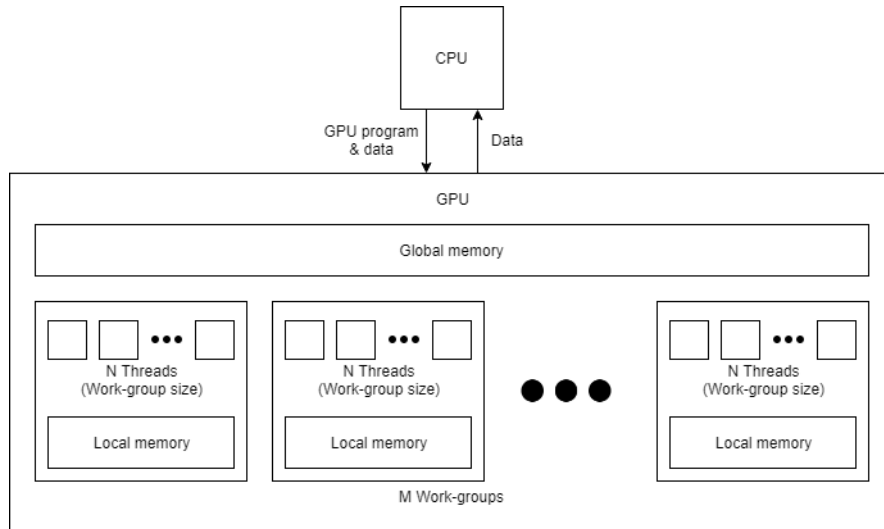 CPU
GPU program
& data
Data
GPU
Global memory
N Threads
(Work-group size)
Local memory
N Threads
(Work-group size)
Local memory
N Threads
(Work-group size)
Local memory
M Work-groups